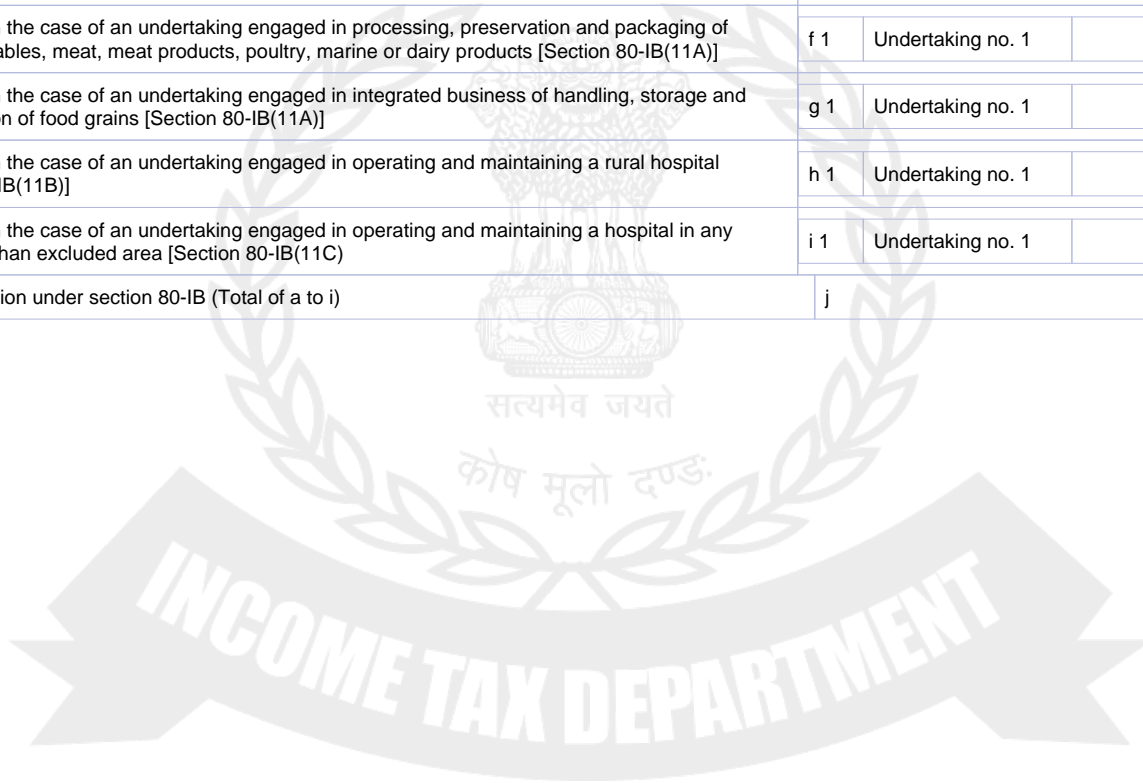 the case of an undertaking engaged in processing, preservation and packaging of
ables, meat, meat products, poultry, marine or dairy products [Section 80-IB(11A)]
f 1 Undertaking no. 1
the case of an undertaking engaged in integrated business of handling, storage and
on of food grains [Section 80-IB(11A)]
g 1 Undertaking no. 1
the case of an undertaking engaged in operating and maintaining a rural hospital
IB(11B)]
h 1 Undertaking no. 1
the case of an undertaking engaged in operating and maintaining a hospital in any
han excluded area [Section 80-IB(11C)
i 1 Undertaking no. 1
ion under section 80-IB (Total of a to i)
j
सत्यमेव जयते
कोष मूलो दण्डः
INCOME TAX DEPARTMENT